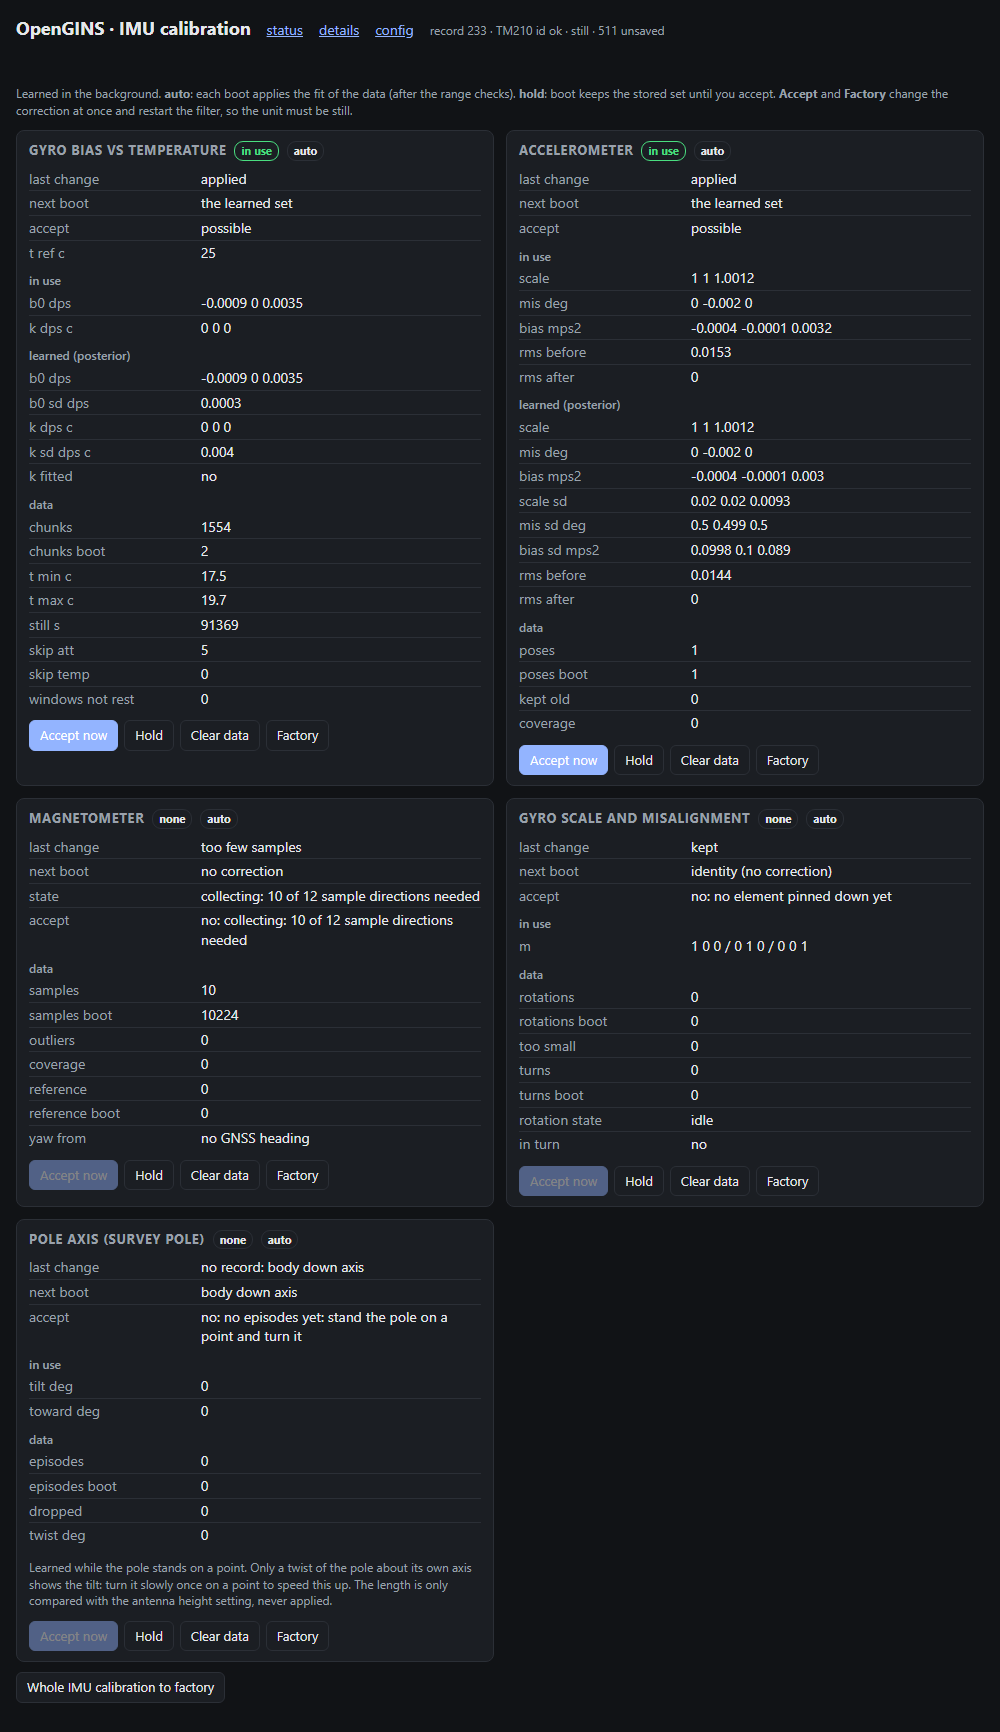 OpenGINS · IMU calibration status details config record 233 · TM210 id ok · still · 511 unsaved
Learned in the background. auto: each boot applies the fit of the data (after the range checks). hold: boot keeps the stored set until you accept. Accept and Factory change the
correction at once and restart the filter, so the unit must be still.
GYRO BIAS VS TEMPERATURE in use auto
last change applied
next boot the learned set
accept possible
t ref c 25
in use
b0 dps -0.0009 0 0.0035
k dps c 0 0 0
learned (posterior)
b0 dps -0.0009 0 0.0035
b0 sd dps 0.0003
k dps c 0 0 0
k sd dps c 0.004
k fitted no
data
chunks 1554
chunks boot 2
t min c 17.5
t max c 19.7
still s 91369
skip att 5
skip temp 0
windows not rest 0
Accept now Hold Clear data Factory
ACCELEROMETER in use auto
last change applied
next boot the learned set
accept possible
in use
scale 1 1 1.0012
mis deg 0 -0.002 0
bias mps2 -0.0004 -0.0001 0.0032
rms before 0.0153
rms after 0
learned (posterior)
scale 1 1 1.0012
mis deg 0 -0.002 0
bias mps2 -0.0004 -0.0001 0.003
scale sd 0.02 0.02 0.0093
mis sd deg 0.5 0.499 0.5
bias sd mps2 0.0998 0.1 0.089
rms before 0.0144
rms after 0
data
poses 1
poses boot 1
kept old 0
coverage 0
Accept now Hold Clear data Factory
MAGNETOMETER none auto
last change too few samples
next boot no correction
state collecting: 10 of 12 sample directions needed
accept no: collecting: 10 of 12 sample directions
needed
data
samples 10
samples boot 10224
outliers 0
coverage 0
reference 0
reference boot 0
yaw from no GNSS heading
Accept now Hold Clear data Factory
GYRO SCALE AND MISALIGNMENT none auto
last change kept
next boot identity (no correction)
accept no: no element pinned down yet
in use
m 1 0 0 / 0 1 0 / 0 0 1
data
rotations 0
rotations boot 0
too small 0
turns 0
turns boot 0
rotation state idle
in turn no
Accept now Hold Clear data Factory
POLE AXIS (SURVEY POLE) none auto
last change no record: body down axis
next boot body down axis
accept no: no episodes yet: stand the pole on a
point and turn it
in use
tilt deg 0
toward deg 0
data
episodes 0
episodes boot 0
dropped 0
twist deg 0
Learned while the pole stands on a point. Only a twist of the pole about its own axis
shows the tilt: turn it slowly once on a point to speed this up. The length is only
compared with the antenna height setting, never applied.
Accept now Hold Clear data Factory
Whole IMU calibration to factory